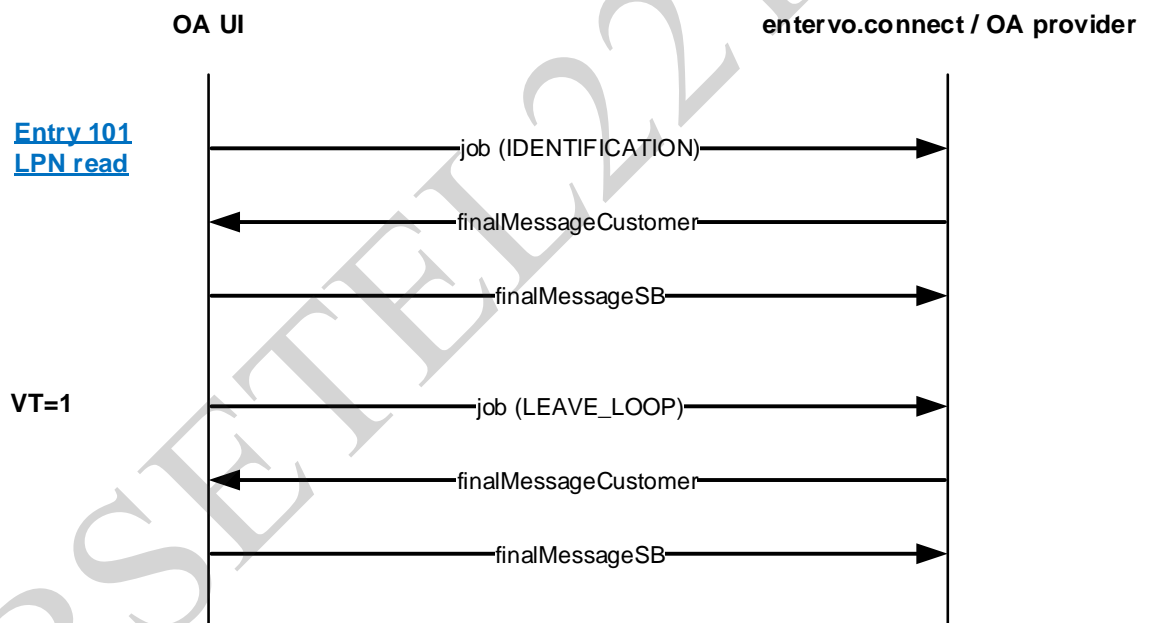 OA UI
entervo.connect / OA provider
Entry 101
LPN read
job (IDENTIFICATION)
finalMessageCustomer
finalMessageSB
VT=1
job (LEAVE_LOOP)
finalMessageCustomer
finalMessageSB